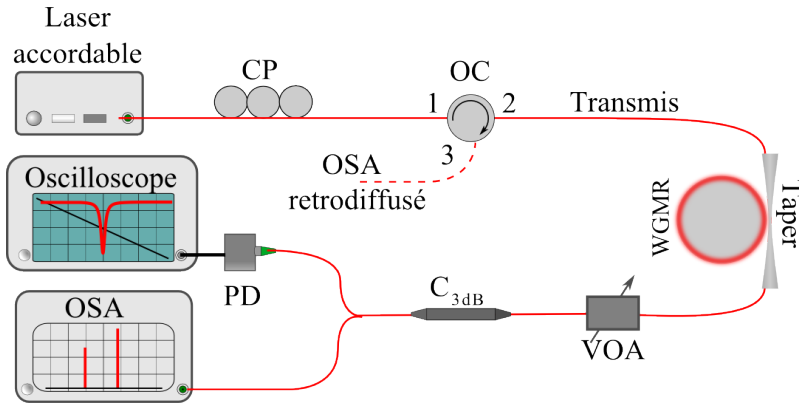 Laser
accordable
CP
OC
1
2
3
Transmis
OSA
retrodiffusé
Oscilloscope
PD
WGMR
Taper
C3dB
VOA
OSA